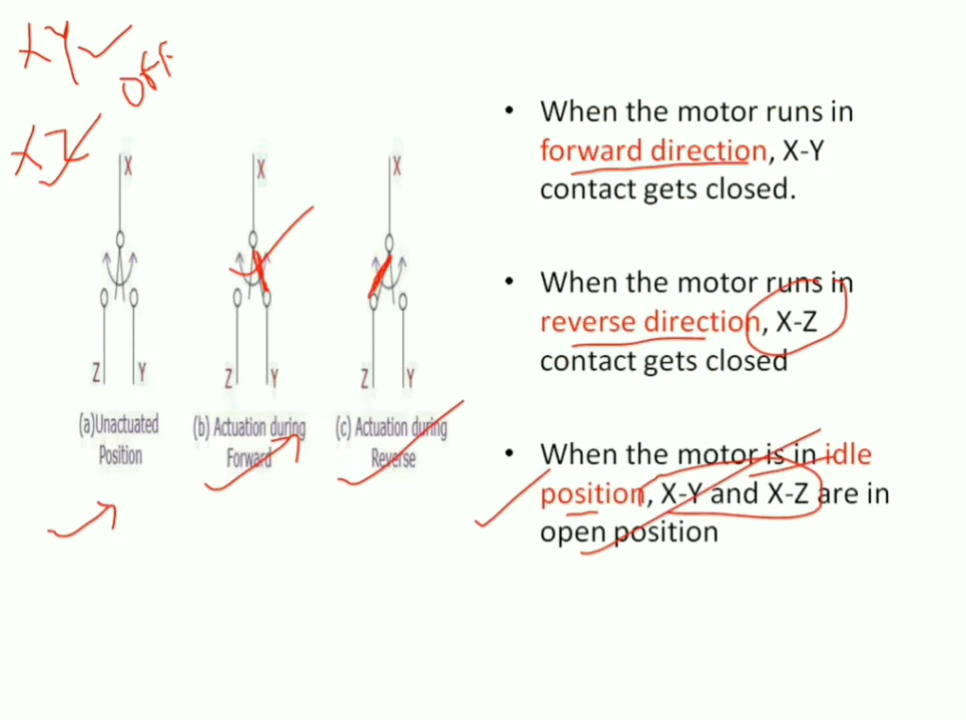 XY
OFF
XZ
X
X
X
Z
Y
Z
Y
Z
Y
(a)Unactuated
Position
(b) Actuation during
Forward
(c) Actuation during
Reverse
• When the motor runs in
forward direction, X-Y
contact gets closed.
• When the motor runs in
reverse direction, X-Z
contact gets closed
• When the motor is in idle
position, X-Y and X-Z are in
open position